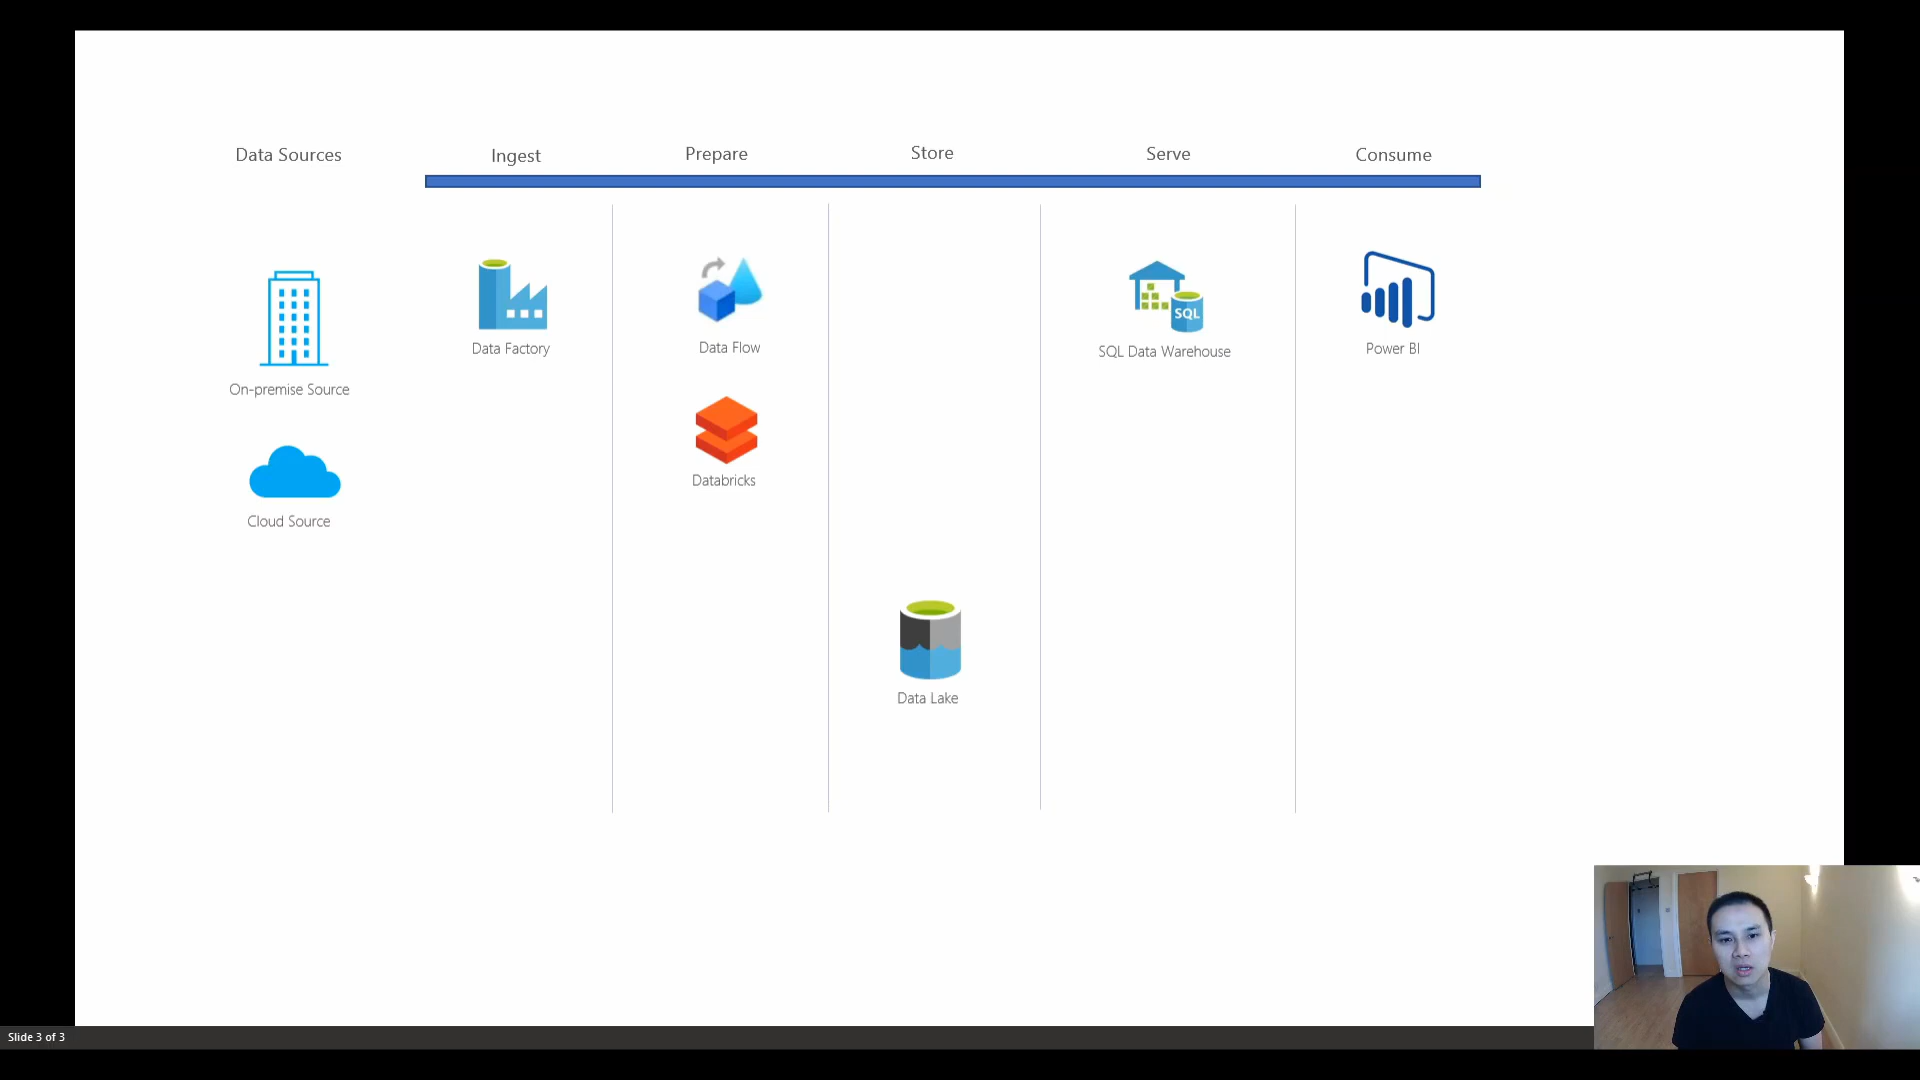 Data Sources
Ingest
Prepare
Store
Serve
Consume
On-premise Source
Cloud Source
Data Factory
Data Flow
Databricks
Data Lake
SQL
SQL Data Warehouse
Power BI
Slide 3 of 3